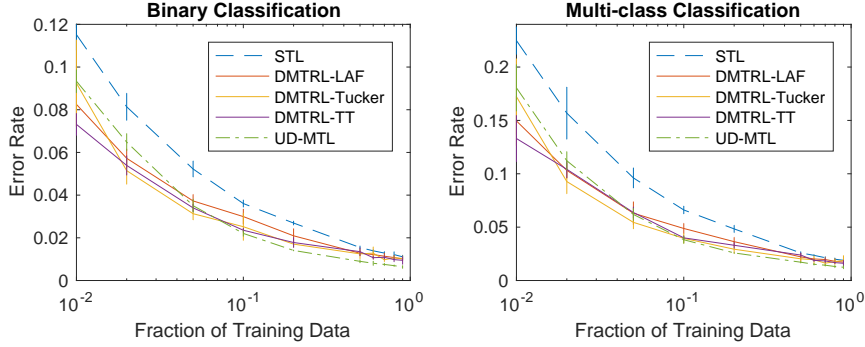 Binary Classification
0.12
0.1
0.08
0.06
0.04
0.02
0
Error Rate
10^-2
10^-1
10^0
Fraction of Training Data
STL
DMTRL-LAF
DMTRL-Tucker
DMTRL-TT
UD-MTL
Multi-class Classification
0.2
0.15
0.1
0.05
0
Error Rate
10^-2
10^-1
10^0
Fraction of Training Data
STL
DMTRL-LAF
DMTRL-Tucker
DMTRL-TT
UD-MTL